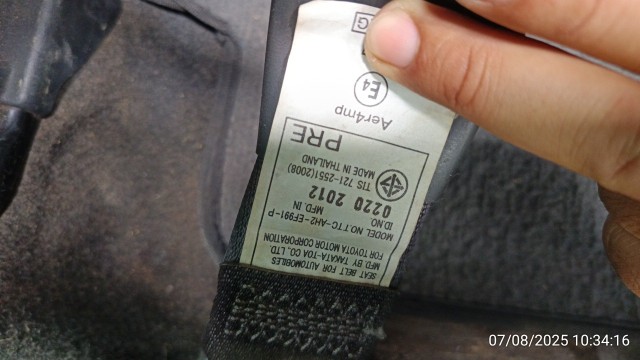 SEAT BELT FOR AUTOMOBILES
MFD. BY TAKATA-TOA CO., LTD.
FOR TOYOTA MOTOR CORPORATION
MODEL NO.TTC-AH2-EF991-P
ID.NO. MFD. IN
0220 2012
TIS 721-2551(2008)
MADE IN THAILAND
PRE
Aer4mp
E4
07/08/2025 10:34:16